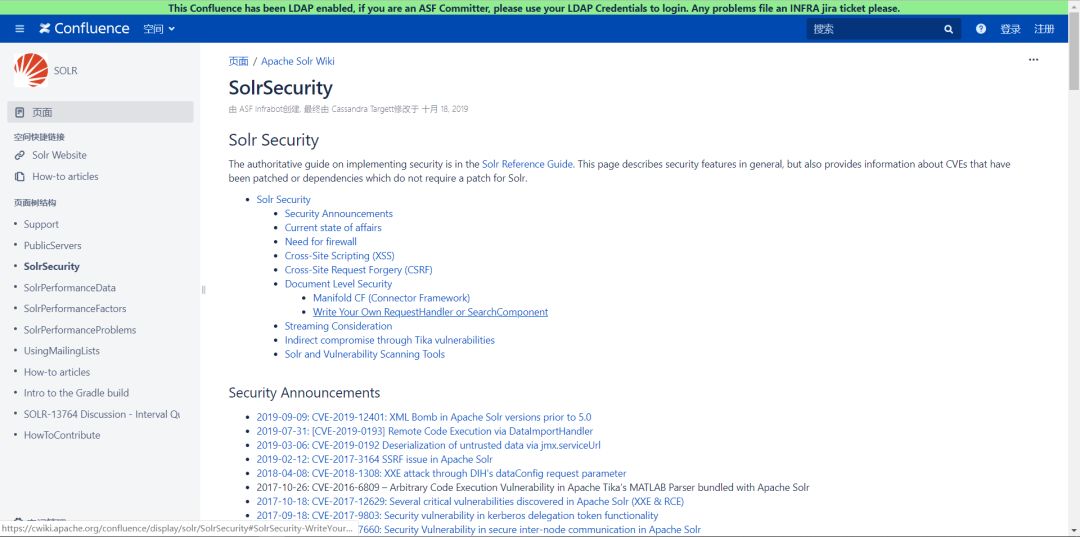 This Confluence has been LDAP enabled, if you are an ASF Committer, please use your LDAP Credentials to login. Any problems file an INFRA jira ticket please.
Confluence 空间 搜索 登录 注册
SOLR
页面
空间快捷链接
Solr Website
How-to articles
页面树结构
Support
PublicServers
SolrSecurity
SolrPerformanceData
SolrPerformanceFactors
SolrPerformanceProblems
UsingMailingLists
How-to articles
Intro to the Gradle build
SOLR-13764 Discussion - Interval Qu
HowToContribute
页面 / Apache Solr Wiki
SolrSecurity
由 ASF Infrabot创建, 最终由 Cassandra Targett修改于 十月 18, 2019
Solr Security
The authoritative guide on implementing security is in the Solr Reference Guide. This page describes security features in general, but also provides information about CVEs that have
been patched or dependencies which do not require a patch for Solr.
Solr Security
Security Announcements
Current state of affairs
Need for firewall
Cross-Site Scripting (XSS)
Cross-Site Request Forgery (CSRF)
Document Level Security
Manifold CF (Connector Framework)
Write Your Own RequestHandler or SearchComponent
Streaming Consideration
Indirect compromise through Tika vulnerabilities
Solr and Vulnerability Scanning Tools
Security Announcements
2019-09-09: CVE-2019-12401: XML Bomb in Apache Solr versions prior to 5.0
2019-07-31: [CVE-2019-0193] Remote Code Execution via DataImportHandler
2019-03-06: CVE-2019-0192 Deserialization of untrusted data via jmx.serviceUrl
2019-02-12: CVE-2017-3164 SSRF issue in Apache Solr
2018-04-08: CVE-2018-1308: XXE attack through DIH's dataConfig request parameter
2017-10-26: CVE-2016-6809 – Arbitrary Code Execution Vulnerability in Apache Tika's MATLAB Parser bundled with Apache Solr
2017-10-18: CVE-2017-12629: Several critical vulnerabilities discovered in Apache Solr (XXE & RCE)
2017-09-18: CVE-2017-9803: Security vulnerability in kerberos delegation token functionality
7660: Security Vulnerability in secure inter-node communication in Apache Solr
https://cwiki.apache.org/confluence/display/solr/SolrSecurity#SolrSecurity-WriteYour...